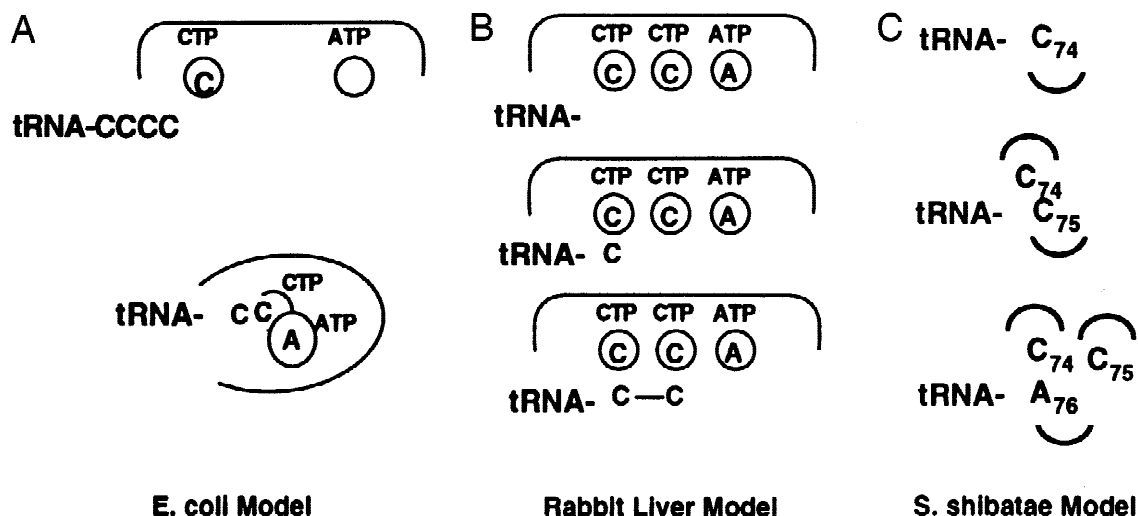 A
CTP ATP
C
tRNA-CCCC
tRNA- C C CTP
A ATP
E. coli Model
B
CTP CTP ATP
C C A
tRNA-
CTP CTP ATP
C C A
tRNA- C
CTP CTP ATP
C C A
tRNA- C — C
Rabbit Liver Model
C
tRNA- C74
C74
tRNA- C75
C74 C75
tRNA- A76
S. shibatae Model